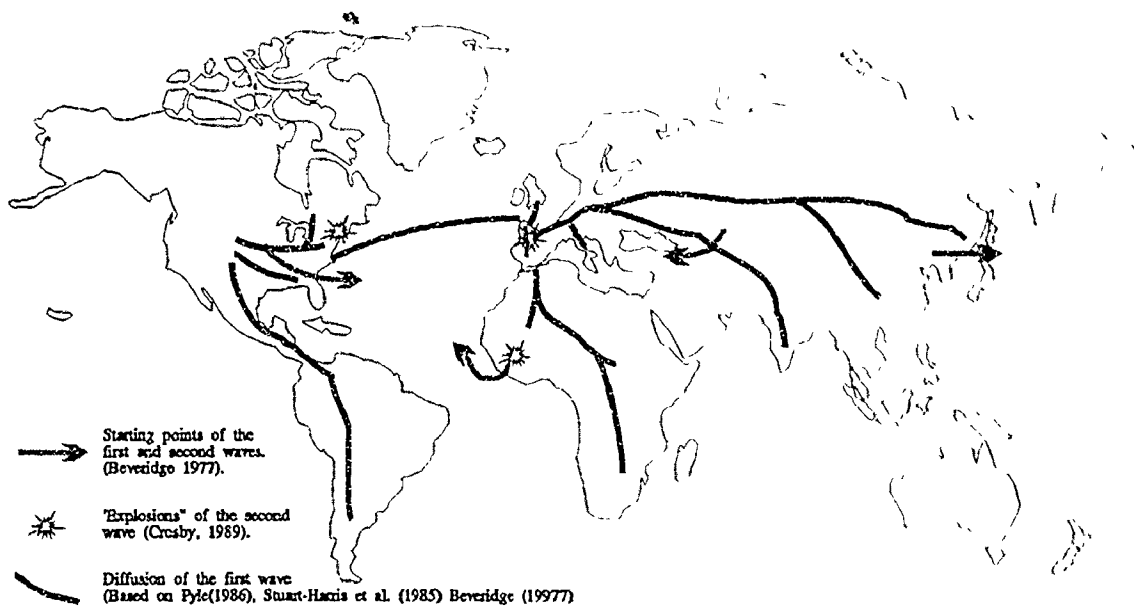 Starting points of the
first and second waves.
(Beveridgo 1977).
"Explosions" of the second
wave (Crosby, 1989).
Diffusion of the first wave
(Based on Pyle(1986), Stuart-Harris et al. (1985) Beveridge (19977)